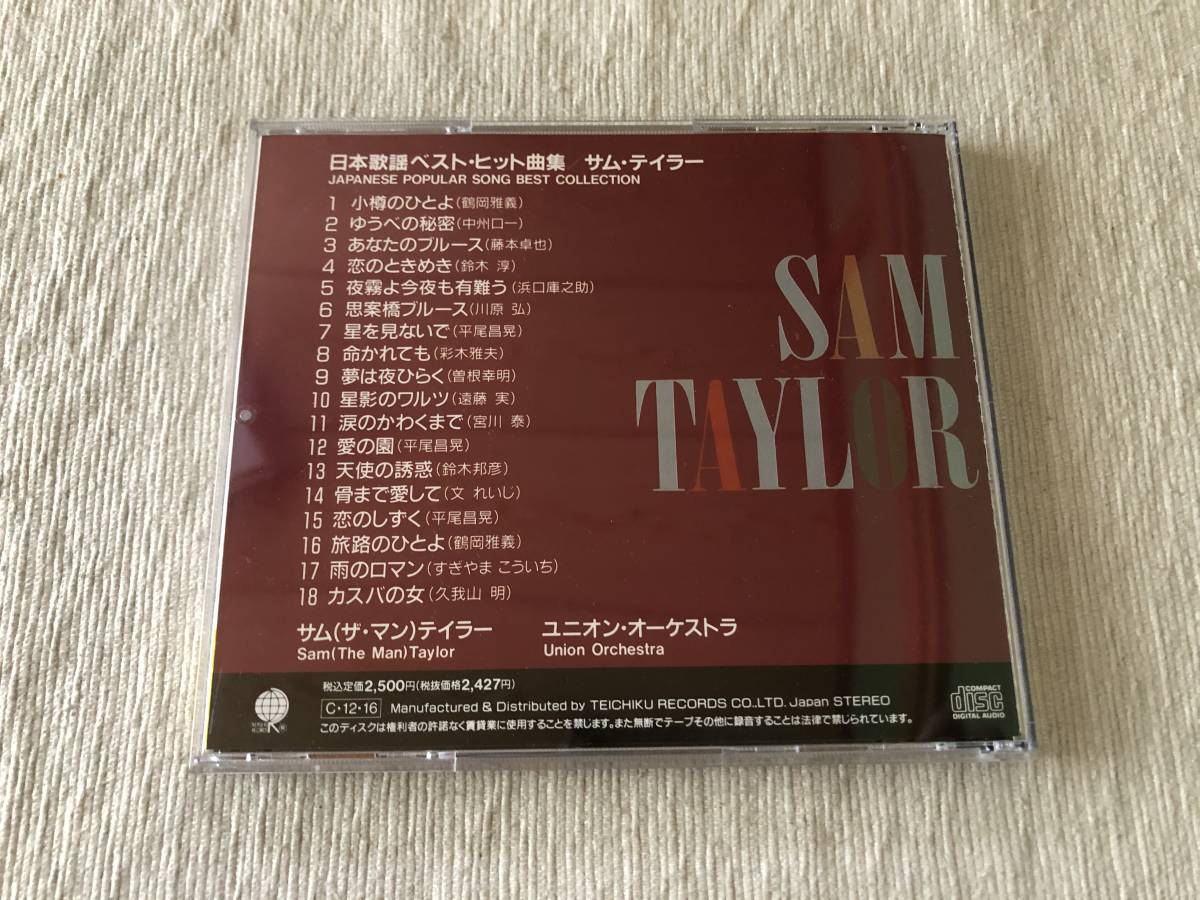 日本歌謡ベスト・ヒット曲集/サム・テイラー
JAPANESE POPULAR SONG BEST COLLECTION
1 小樽のひとよ(鶴岡雅義)
2 ゆうべの秘密(中州ロー)
3 あなたのブルース(藤本卓也)
4 恋のときめき(鈴木 淳)
5 夜霧よ今夜も有難う(浜口庫之助)
6 思案橋ブルース(川原 弘)
7 星を見ないで(平尾昌晃)
8 命かれても(彩木雅夫)
9 夢は夜ひらく(曽根幸明)
10 星影のワルツ(遠藤 実)
11 涙のかわくまで(宮川 泰)
12 愛の園(平尾昌晃)
13 天使の誘惑(鈴木邦彦)
14 骨まで愛して(文 れいじ)
15 恋のしずく(平尾昌晃)
16 旅路のひとよ(鶴岡雅義)
17 雨のロマン(すぎやま こういち)
18 カスバの女(久我山 明)
SAM
TAYLOR
サム(ザ・マン)テイラー ユニオン・オーケストラ
Sam(The Man)Taylor Union Orchestra
税込定価2,500円(税抜価格2,427円)
C・12・16 Manufactured & Distributed by TEICHIKU RECORDS CO.,LTD. Japan STEREO
このディスクは権利者の許諾なく賃貸業に使用することを禁じます。また無断でテープその他に録音することは法律で禁じられています。
COMPACT
disc
DIGITAL AUDIO